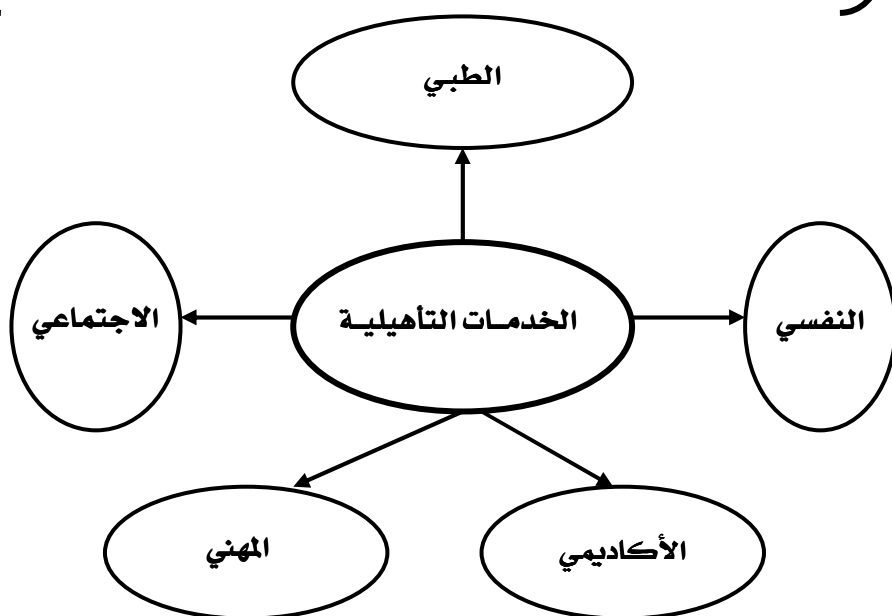 الطبي
النفسي
الخدمات التأهيلية
الاجتماعي
الأكاديمي
المهني